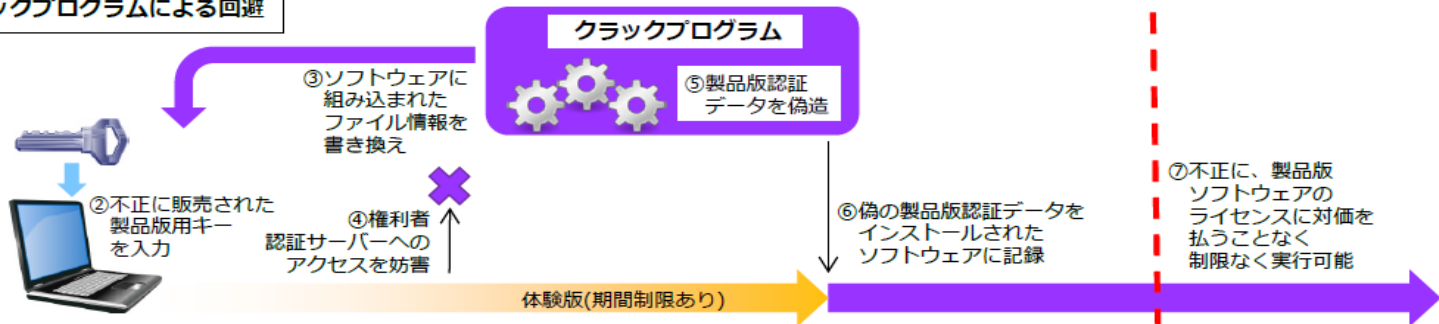 ックプログラムによる回避
クラックプログラム
③ソフトウェアに
組み込まれた
ファイル情報を
書き換え
⑤製品版認証
データを偽造
②不正に販売された
製品版用キー
を入力
④権利者
認証サーバーへの
アクセスを妨害
⑥偽の製品版認証データを
インストールされた
ソフトウェアに記録
⑦不正に、製品版
ソフトウェアの
ライセンスに対価を
払うことなく
制限なく実行可能
体験版(期間制限あり)